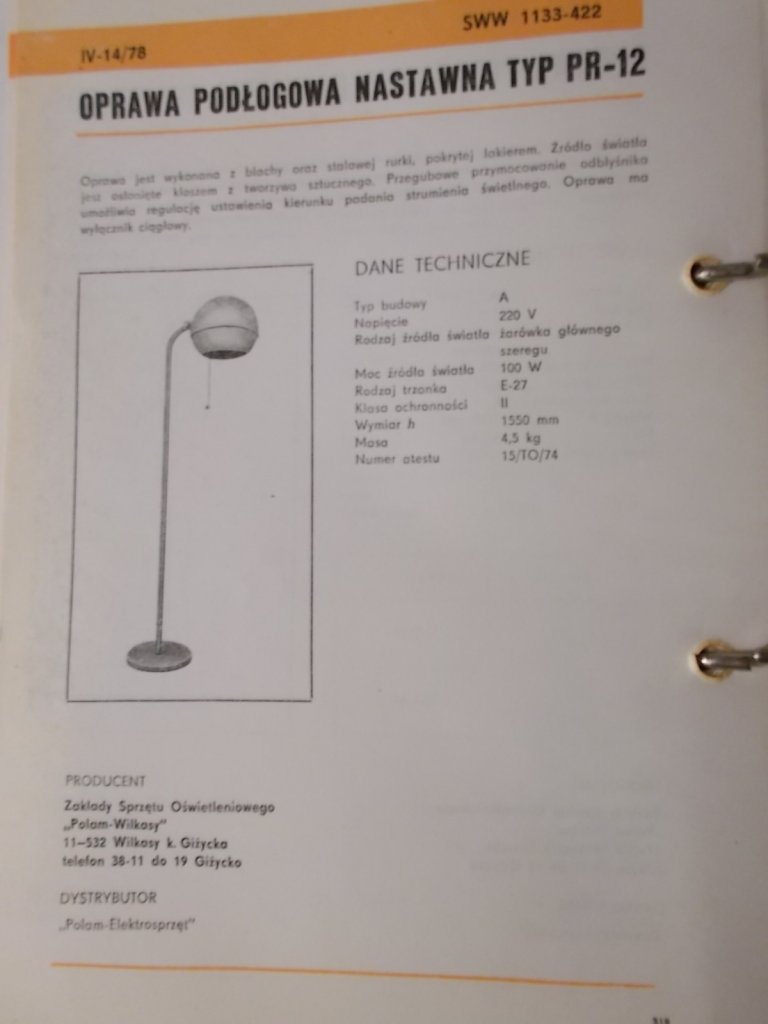 SWW 1133-422
IV-14/78
OPRAWA PODŁOGOWA NASTAWNA TYP PR-12
Oprawa jest wykonana z blachy oraz stalowej rurki, pokrytej lakierem. Źródło światła
jest osłonięte kloszem z tworzywa sztucznego. Przegubowe przymocowanie odbłyśnika
umożliwia regulację ustawienia kierunku padania strumienia świetlnego. Oprawa ma
wyłącznik cięgłowy.
DANE TECHNICZNE
Typ budowy A
Napięcie 220 V
Rodzaj źródła światła żarówka głównego
szeregu
Moc źródła światła 100 W
Rodzaj trzonka E-27
Klasa ochronności II
Wymiar h 1550 mm
Masa 4,5 kg
Numer atestu 15/TO/74
PRODUCENT
Zakłady Sprzętu Oświetleniowego
„Polam-Wilkasy"
11–532 Wilkasy k. Giżycka
telefon 38-11 do 19 Giżycko
DYSTRYBUTOR
„Polam-Elektrosprzęt"